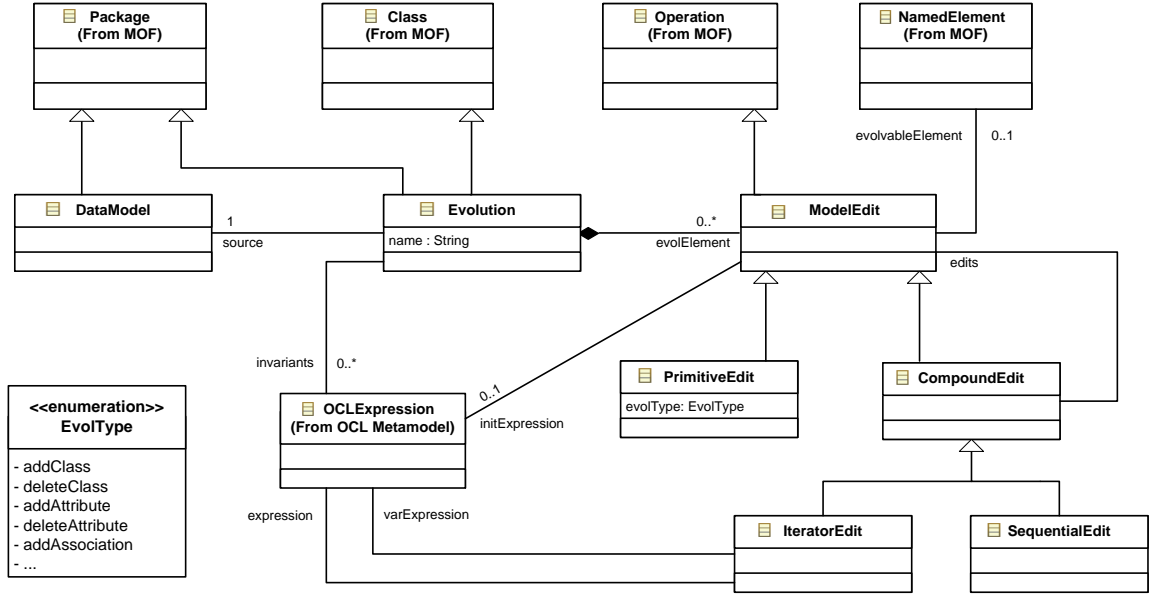 Package
(From MOF)
Class
(From MOF)
Operation
(From MOF)
NamedElement
(From MOF)
evolvableElement
0..1
DataModel
1
source
Evolution
name : String
0..*
evolElement
ModelEdit
edits
invariants
0..*
0..1
initExpression
<<enumeration>>
EvolType
- addClass
- deleteClass
- addAttribute
- deleteAttribute
- addAssociation
- ...
OCLExpression
(From OCL Metamodel)
PrimitiveEdit
evolType: EvolType
CompoundEdit
expression
varExpression
IteratorEdit
SequentialEdit